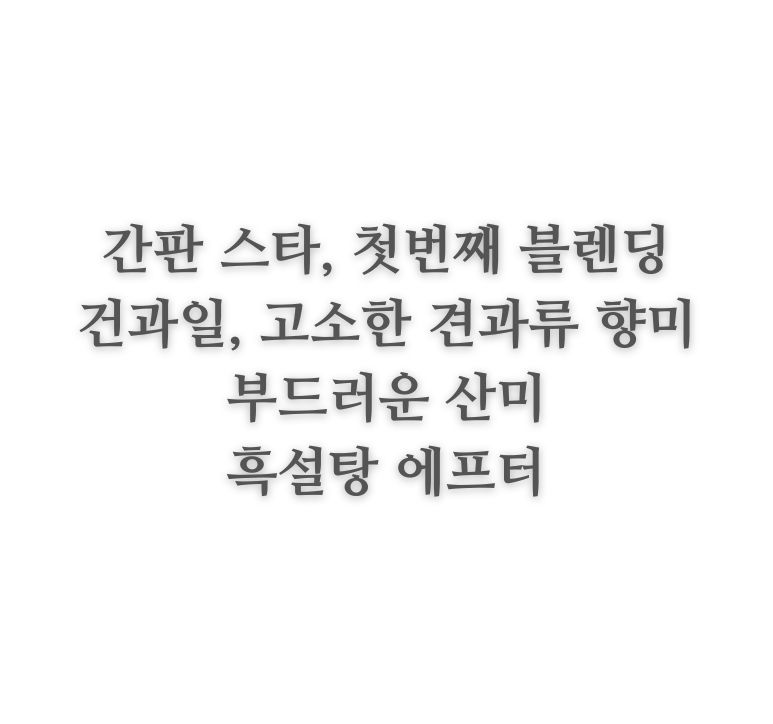 간판 스타, 첫번째 블렌딩
건과일, 고소한 견과류 향미
부드러운 산미
흑설탕 에프터